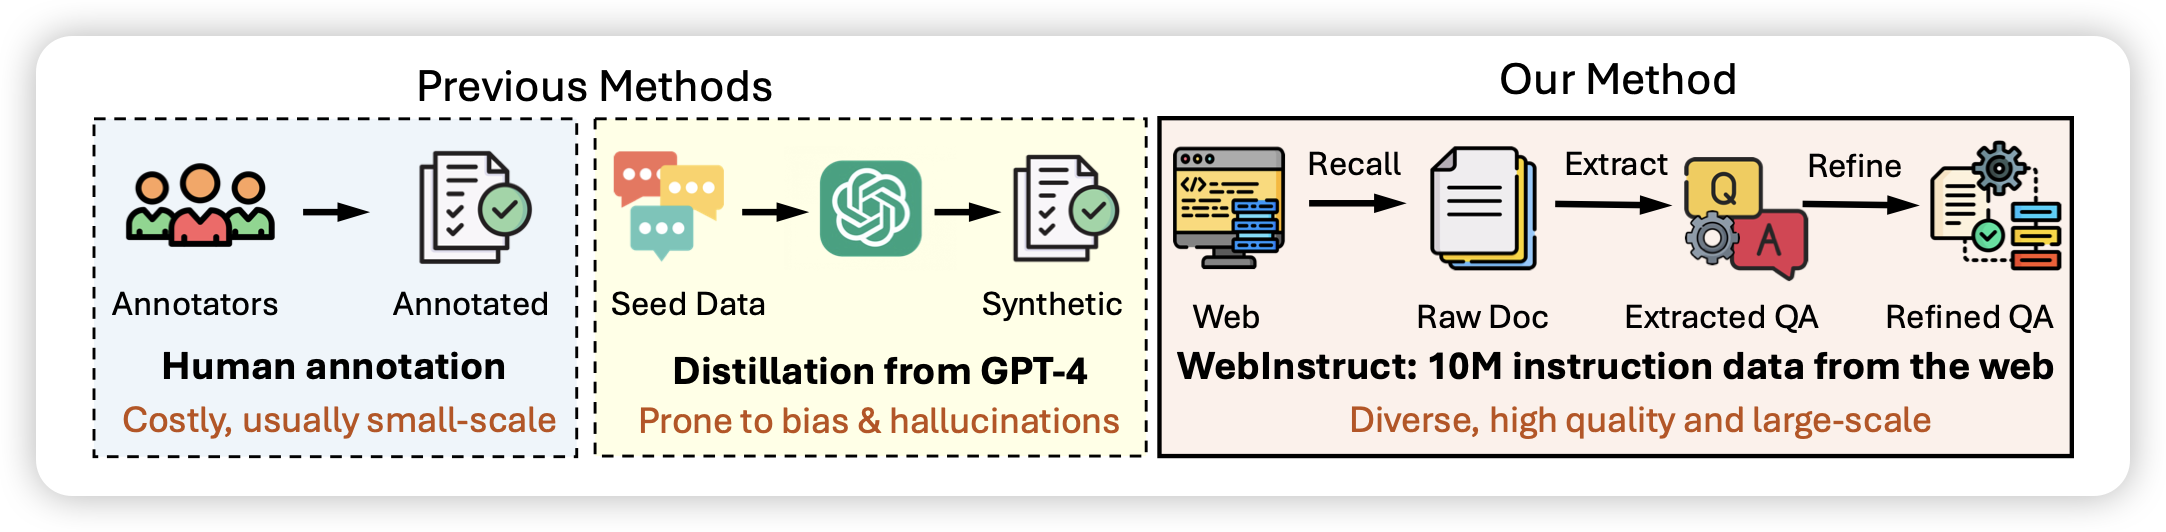 Previous Methods
Annotators
Annotated
Human annotation
Costly, usually small-scale
Seed Data
Synthetic
Distillation from GPT-4
Prone to bias & hallucinations
Our Method
Recall
Extract
Refine
</>
Q
A
Web
Raw Doc
Extracted QA
Refined QA
WebInstruct: 10M instruction data from the web
Diverse, high quality and large-scale